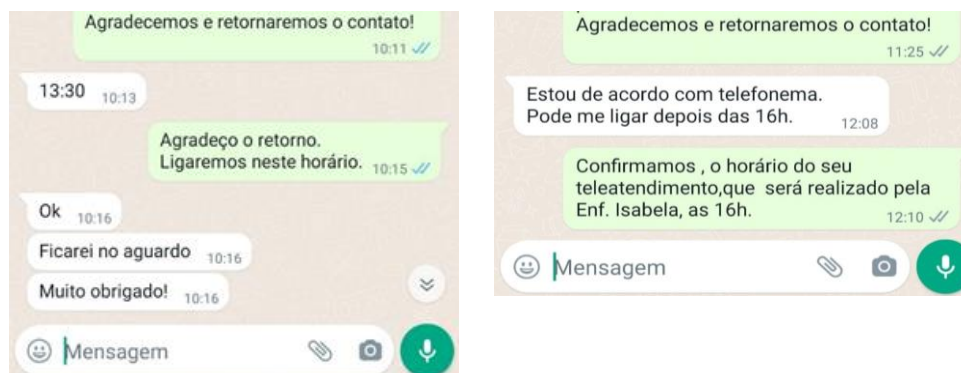 Agradecemos e retornaremos o contato!
10:11
13:30 10:13
Agradeço o retorno.
Ligaremos neste horário. 10:15
Ok 10:16
Ficarei no aguardo 10:16
Muito obrigado! 10:16
Mensagem
Agradecemos e retornaremos o contato!
11:25
Estou de acordo com telefonema.
Pode me ligar depois das 16h. 12:08
Confirmamos , o horário do seu
teleatendimento,que será realizado pela
Enf. Isabela, as 16h. 12:10
Mensagem